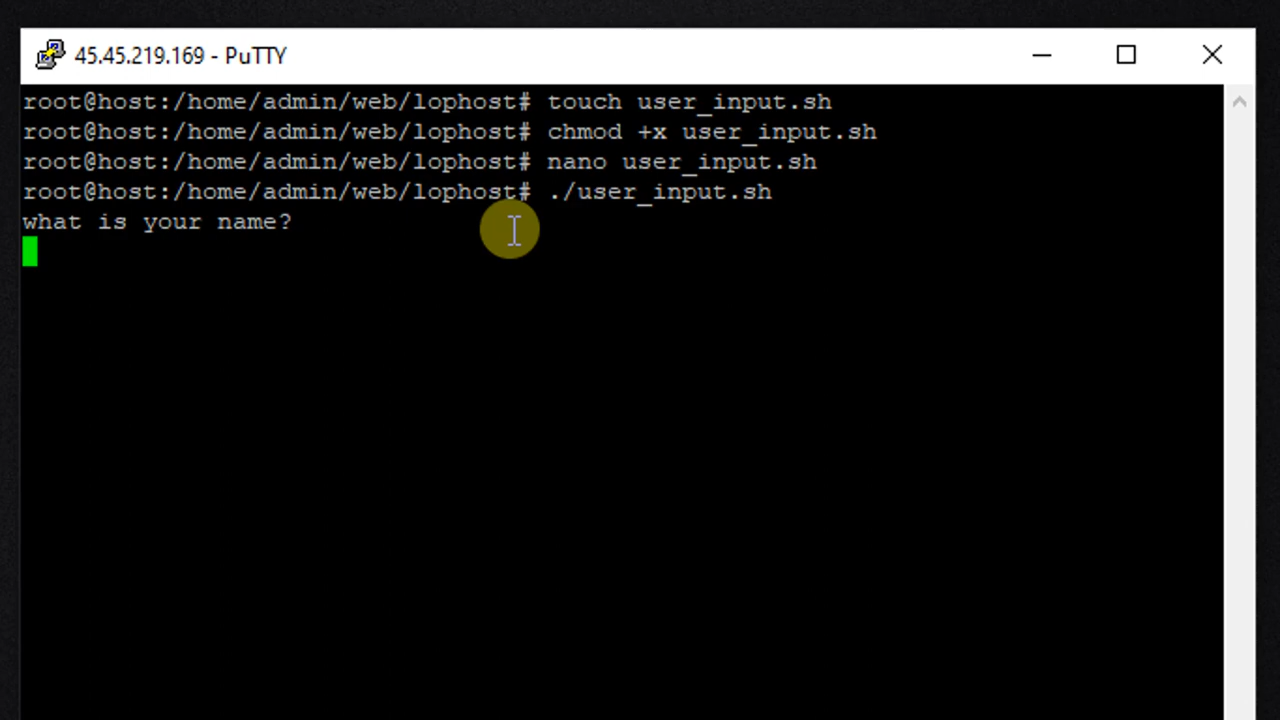 45.45.219.169 - PuTTY
root@host:/home/admin/web/lophost# touch user_input.sh
root@host:/home/admin/web/lophost# chmod +x user_input.sh
root@host:/home/admin/web/lophost# nano user_input.sh
root@host:/home/admin/web/lophost# ./user_input.sh
what is your name?